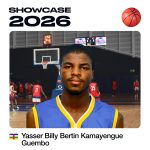 SHOWCASE
2026
Yasser Billy Bertin Kamayengue
Guembo